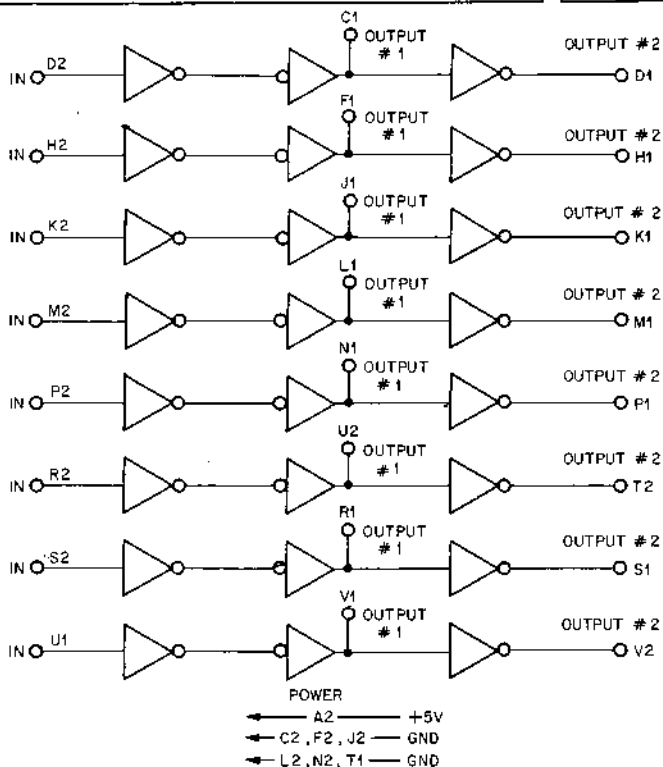 C1
OUTPUT # 1
OUTPUT #2
IN D2
D1
F1
OUTPUT # 1
OUTPUT #2
IN H2
H1
J1
OUTPUT # 1
OUTPUT # 2
IN K2
K1
L1
OUTPUT # 1
OUTPUT # 2
IN M2
M1
N1
OUTPUT # 1
OUTPUT #2
IN P2
P1
U2
OUTPUT # 1
OUTPUT #2
IN R2
T2
R1
OUTPUT # 1
OUTPUT #2
IN S2
S1
V1
OUTPUT # 1
OUTPUT #2
IN U1
V2
POWER
A2 +5V
C2, F2, J2 GND
L2, N2, T1 GND